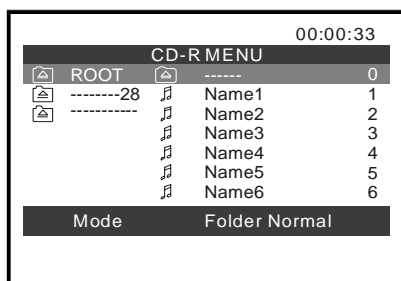 00:00:33
CD-R MENU
ROOT ------ 0
--------28 Name1 1
----------- Name2 2
Name3 3
Name4 4
Name5 5
Name6 6
Mode Folder Normal